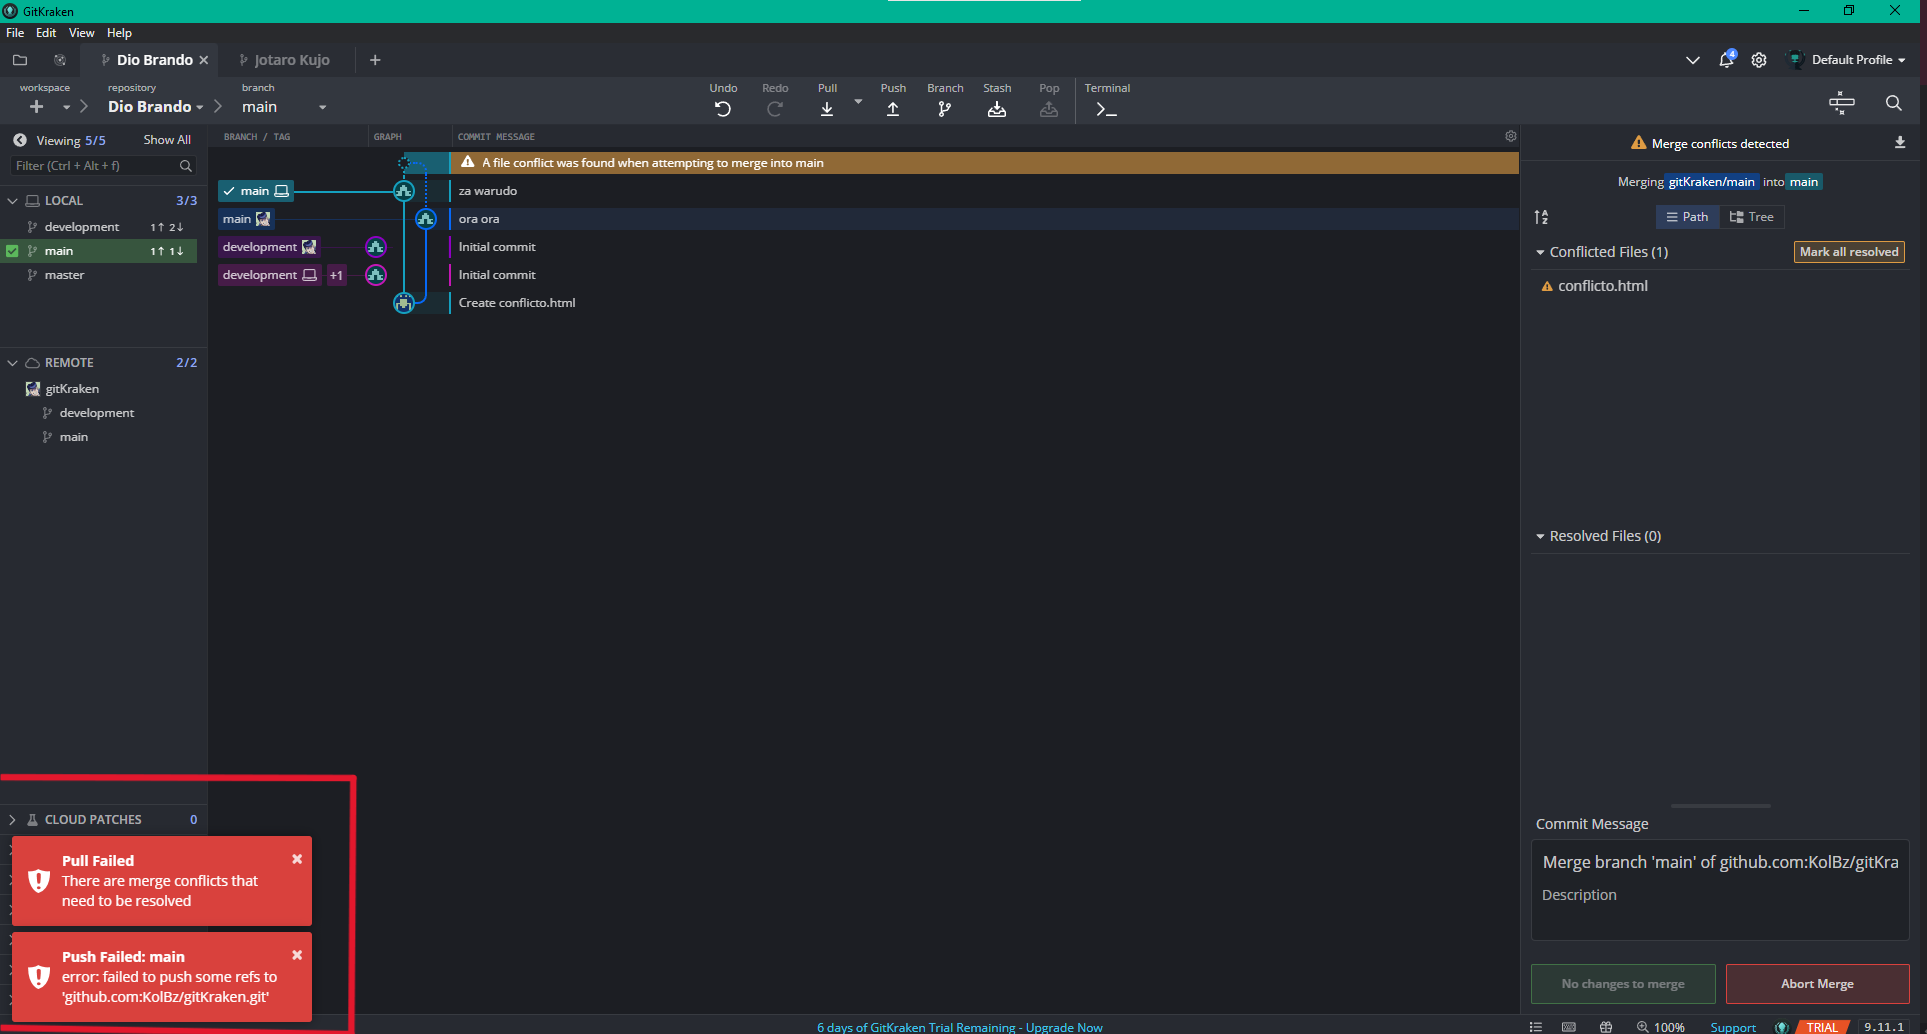 GitKraken
File Edit View Help
Dio Brando
Jotaro Kujo
Default Profile
4
workspace
repository
Dio Brando
branch
main
Undo
Redo
Pull
Push
Branch
Stash
Pop
Terminal
Viewing 5/5 Show All
Filter (Ctrl + Alt + f)
LOCAL 3/3
development 1↑ 2↓
main 1↑ 1↓
master
REMOTE 2/2
gitKraken
development
main
CLOUD PATCHES 0
Pull Failed
There are merge conflicts that
need to be resolved
Push Failed: main
error: failed to push some refs to
'github.com:KolBz/gitKraken.git'
BRANCH / TAG GRAPH COMMIT MESSAGE
A file conflict was found when attempting to merge into main
main za warudo
main ora ora
development Initial commit
development +1 Initial commit
Create conflicto.html
Merge conflicts detected
Merging gitKraken/main into main
Path Tree
Conflicted Files (1) Mark all resolved
conflicto.html
Resolved Files (0)
Commit Message
Merge branch 'main' of github.com:KolBz/gitKra
Description
No changes to merge Abort Merge
6 days of GitKraken Trial Remaining - Upgrade Now
100% Support TRIAL 9.11.1